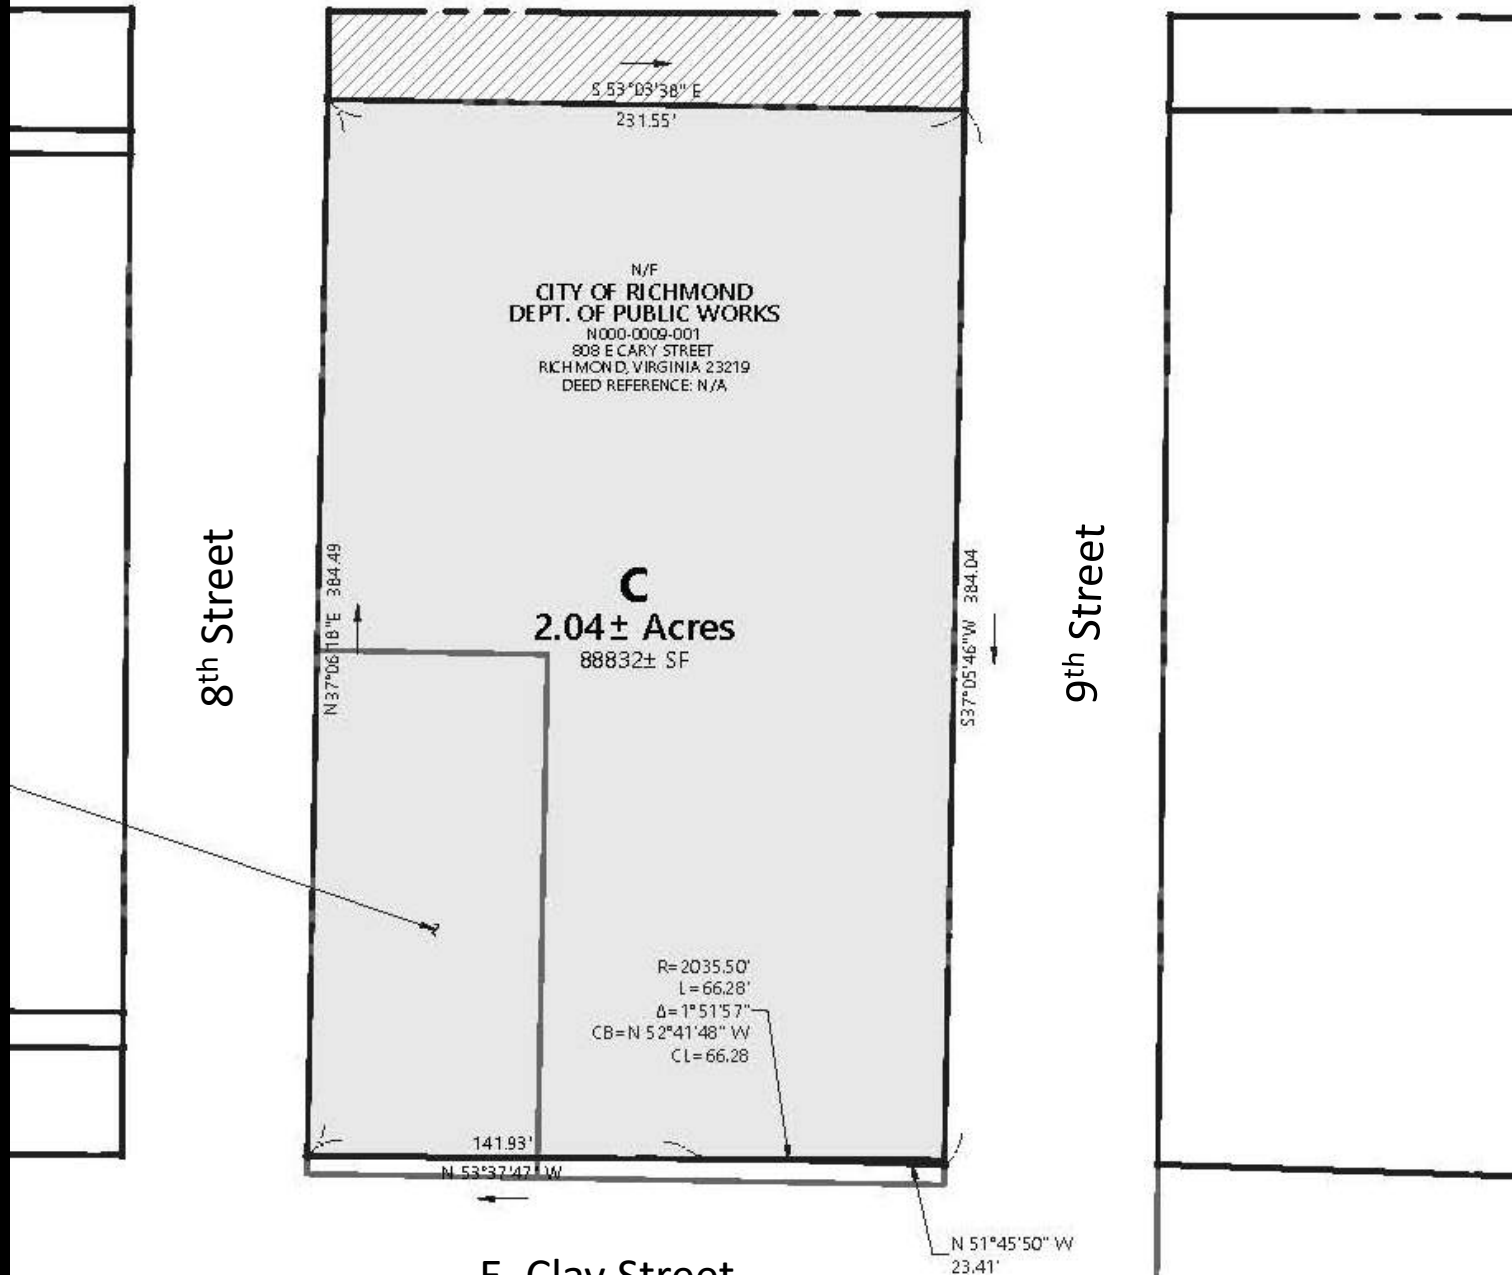 S 53°03'38" E
231.55'
N/F
CITY OF RICHMOND
DEPT. OF PUBLIC WORKS
N000-0009-001
808 E CARY STREET
RICHMOND, VIRGINIA 23219
DEED REFERENCE: N/A
8th Street
N37°06'18"E 384.49
C
2.04± Acres
88832± SF
S37°05'46"W 384.04
9th Street
R=2035.50'
L=66.28'
Δ=1°51'57"
CB=N 52°41'48" W
CL=66.28
141.93'
N 53°37'47" W
N 51°45'50" W
23.41'
E. Clay Street